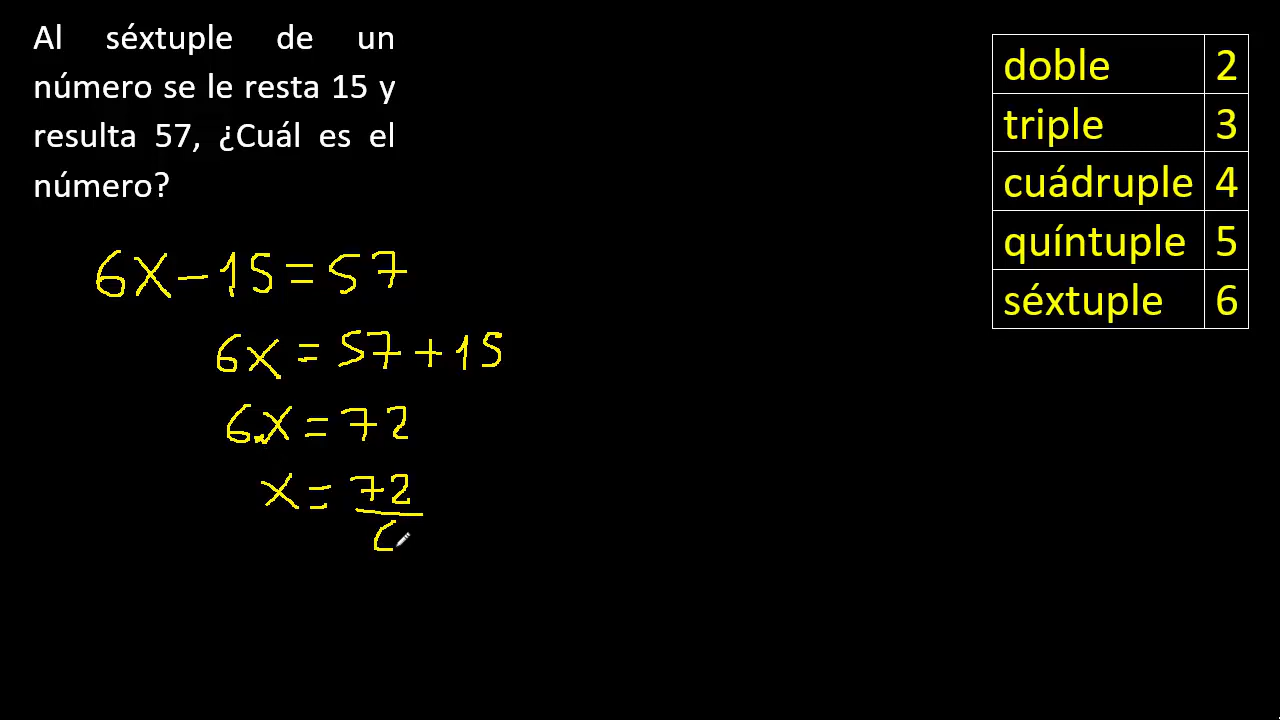 Al séxtuple de un
número se le resta 15 y
resulta 57, ¿Cuál es el
número?
6x-15=57
6x = 57+15
6.x = 72
x = 72
6
doble 2
triple 3
cuádruple 4
quíntuple 5
séxtuple 6